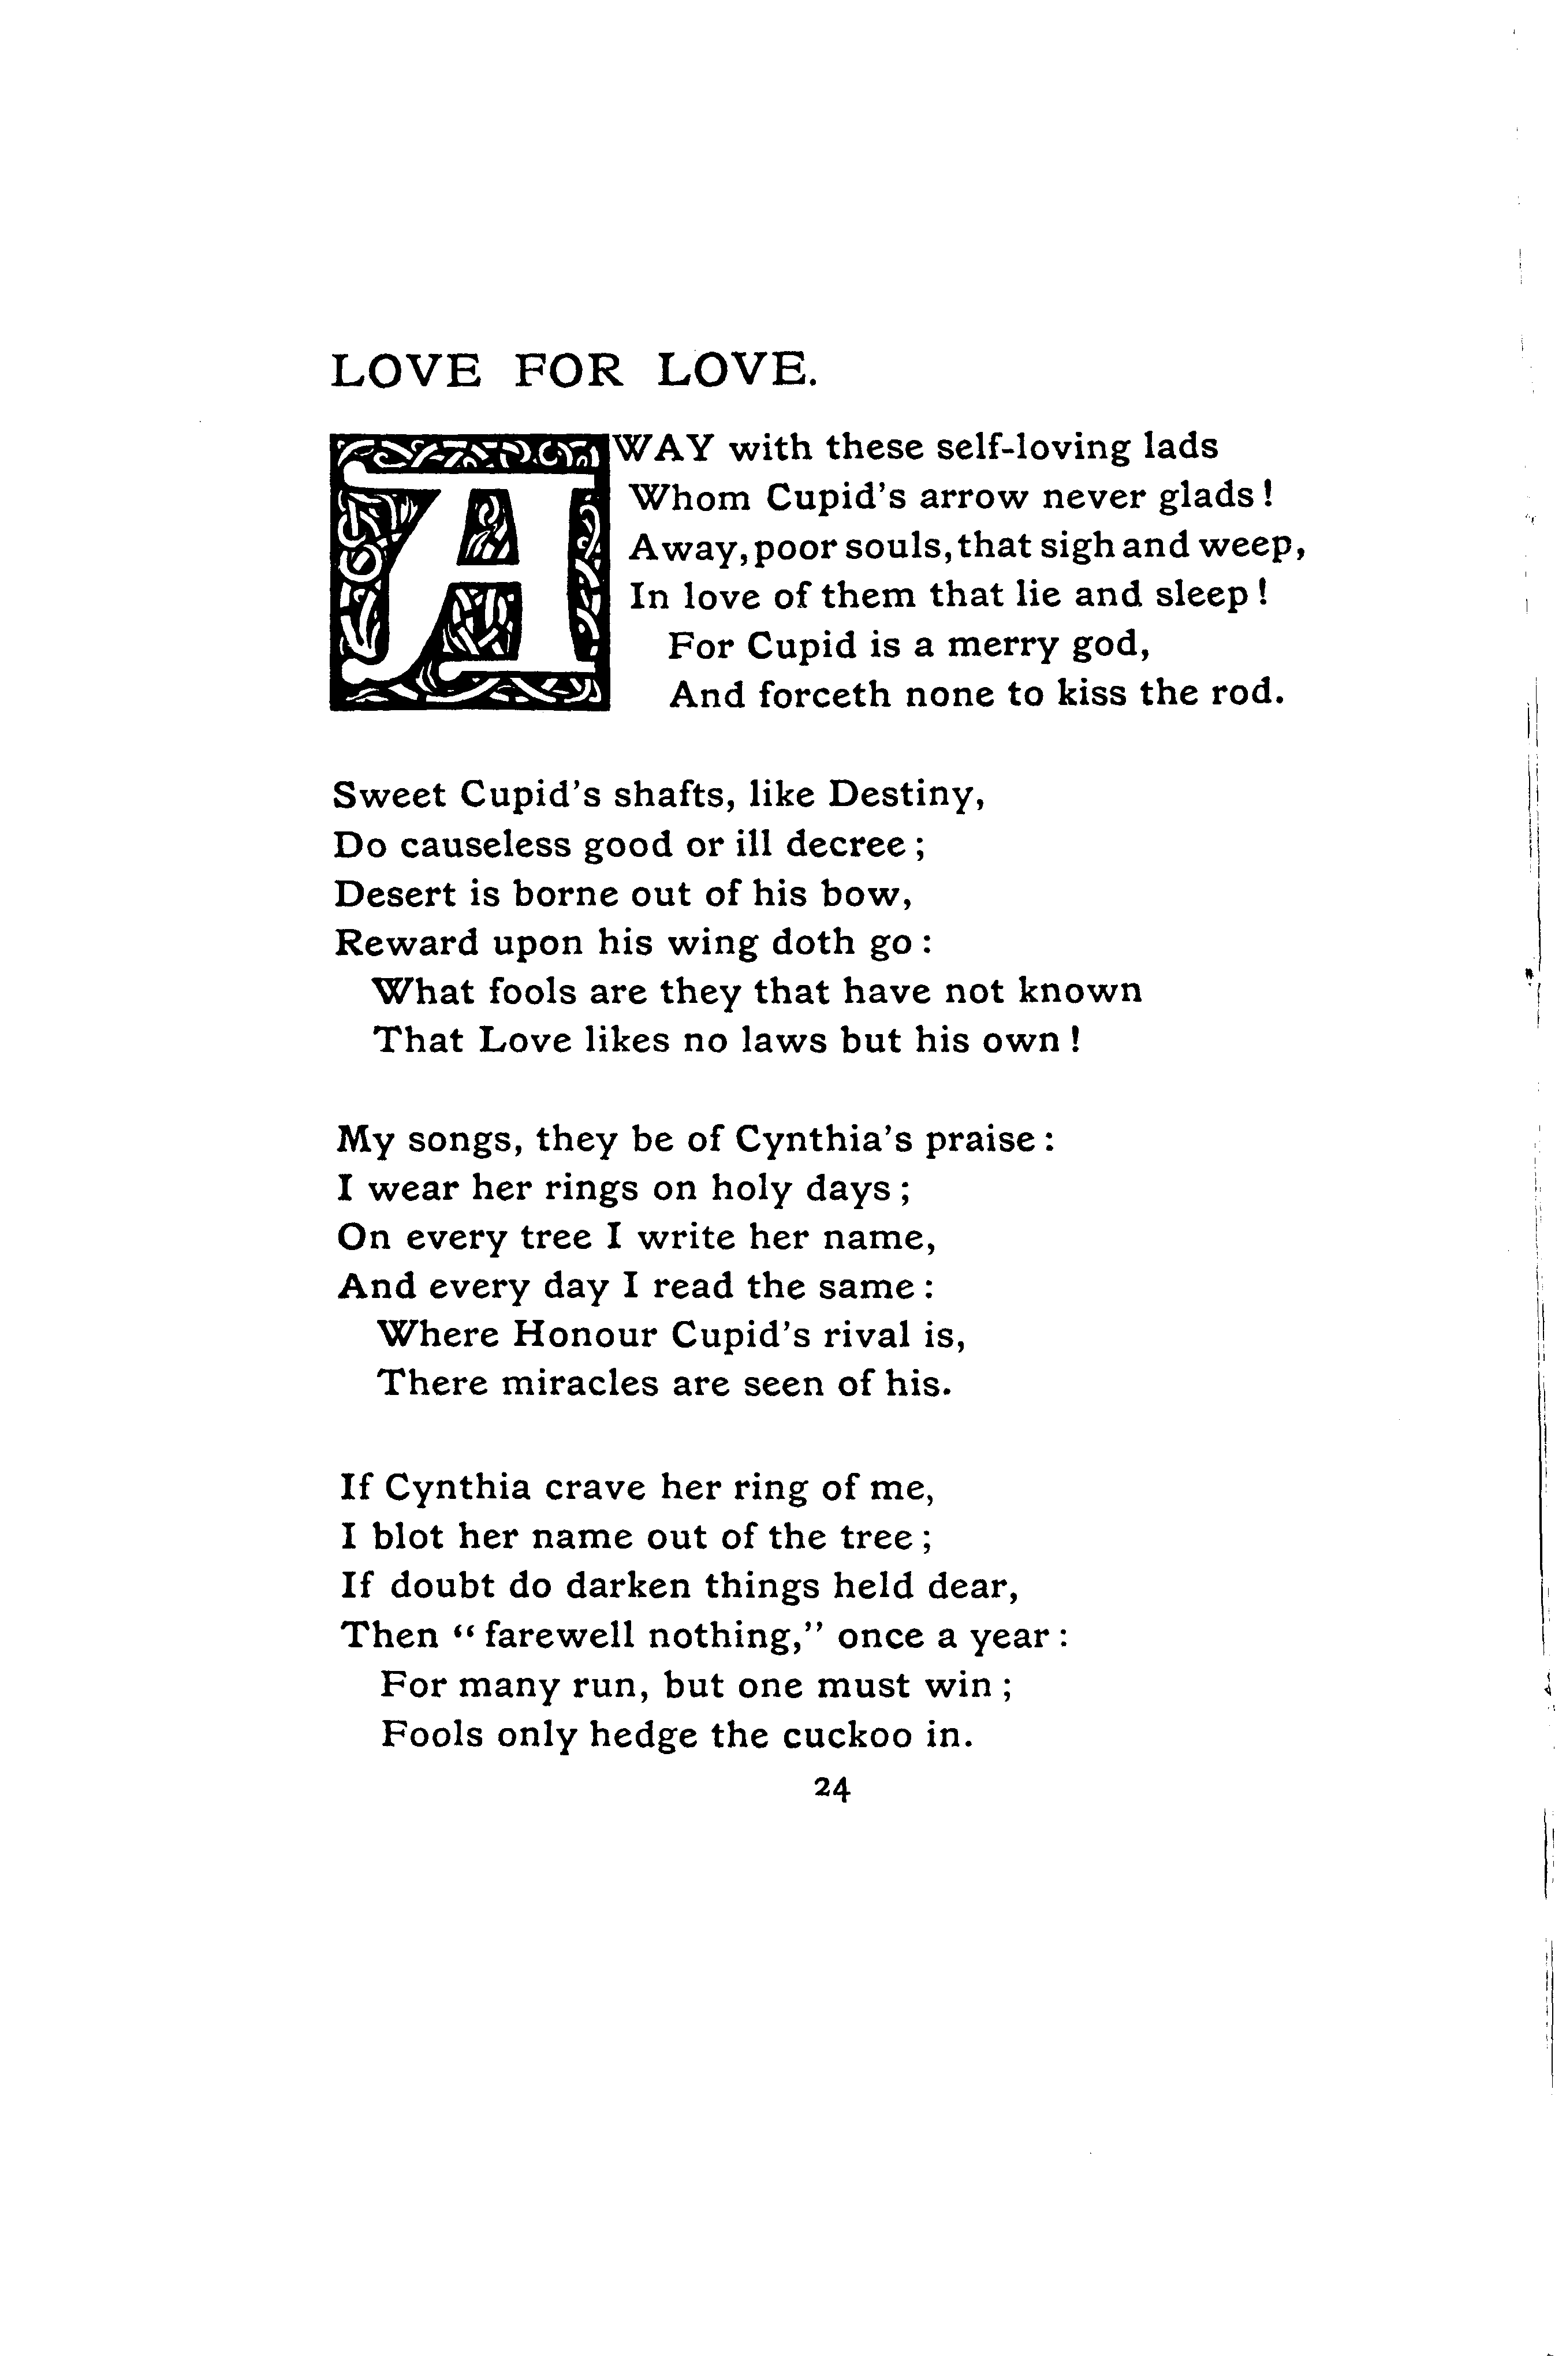 LOVE FOR LOVE.
AWAY with these self-loving lads
Whom Cupid's arrow never glads!
Away, poor souls, that sigh and weep,
In love of them that lie and sleep!
For Cupid is a merry god,
And forceth none to kiss the rod.
Sweet Cupid's shafts, like Destiny,
Do causeless good or ill decree;
Desert is borne out of his bow,
Reward upon his wing doth go:
What fools are they that have not known
That Love likes no laws but his own!
My songs, they be of Cynthia's praise:
I wear her rings on holy days;
On every tree I write her name,
And every day I read the same:
Where Honour Cupid's rival is,
There miracles are seen of his.
If Cynthia crave her ring of me,
I blot her name out of the tree;
If doubt do darken things held dear,
Then "farewell nothing," once a year:
For many run, but one must win;
Fools only hedge the cuckoo in.
24